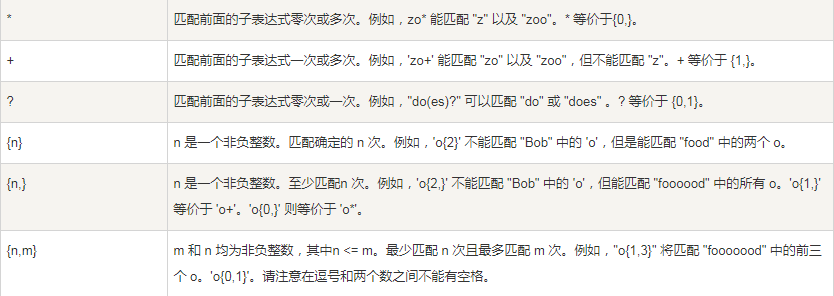 * 匹配前面的子表达式零次或多次。例如，zo* 能匹配 "z" 以及 "zoo"。* 等价于{0,}。
+ 匹配前面的子表达式一次或多次。例如，'zo+' 能匹配 "zo" 以及 "zoo"，但不能匹配 "z"。+ 等价于 {1,}。
? 匹配前面的子表达式零次或一次。例如，"do(es)?" 可以匹配 "do" 或 "does" 。? 等价于 {0,1}。
{n} n 是一个非负整数。匹配确定的 n 次。例如，'o{2}' 不能匹配 "Bob" 中的 'o'，但是能匹配 "food" 中的两个 o。
{n,} n 是一个非负整数。至少匹配n 次。例如，'o{2,}' 不能匹配 "Bob" 中的 'o'，但能匹配 "foooood" 中的所有 o。'o{1,}'
等价于 'o+'。'o{0,}' 则等价于 'o*'。
{n,m} m 和 n 均为非负整数，其中n <= m。最少匹配 n 次且最多匹配 m 次。例如，"o{1,3}" 将匹配 "fooooood" 中的前三
个 o。'o{0,1}'。请注意在逗号和两个数之间不能有空格。